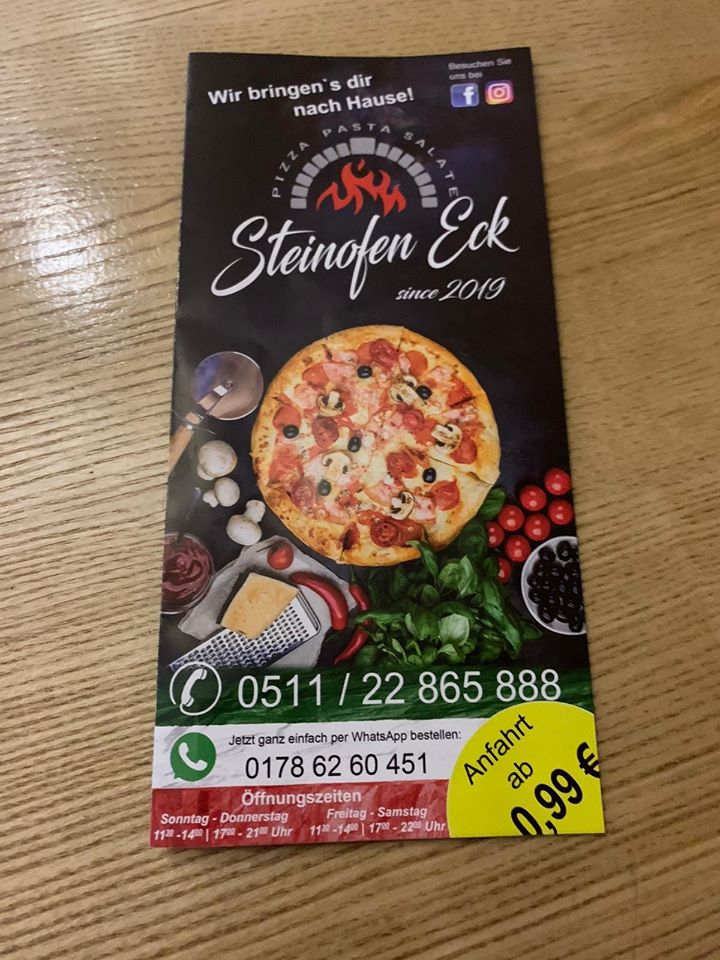 Besuchen Sie
uns bei
Wir bringen`s dir
nach Hause!
PIZZA PASTA SALATE
Steinofen Eck
since 2019
0511 / 22 865 888
Jetzt ganz einfach per WhatsApp bestellen:
0178 62 60 451
Anfahrt
ab
0,99 €
Öffnungszeiten
Sonntag - Donnerstag
11³⁰ -14⁰⁰ | 17⁰⁰ - 21⁰⁰ Uhr
Freitag - Samstag
11³⁰ -14⁰⁰ | 17⁰⁰ - 22⁰⁰ Uhr